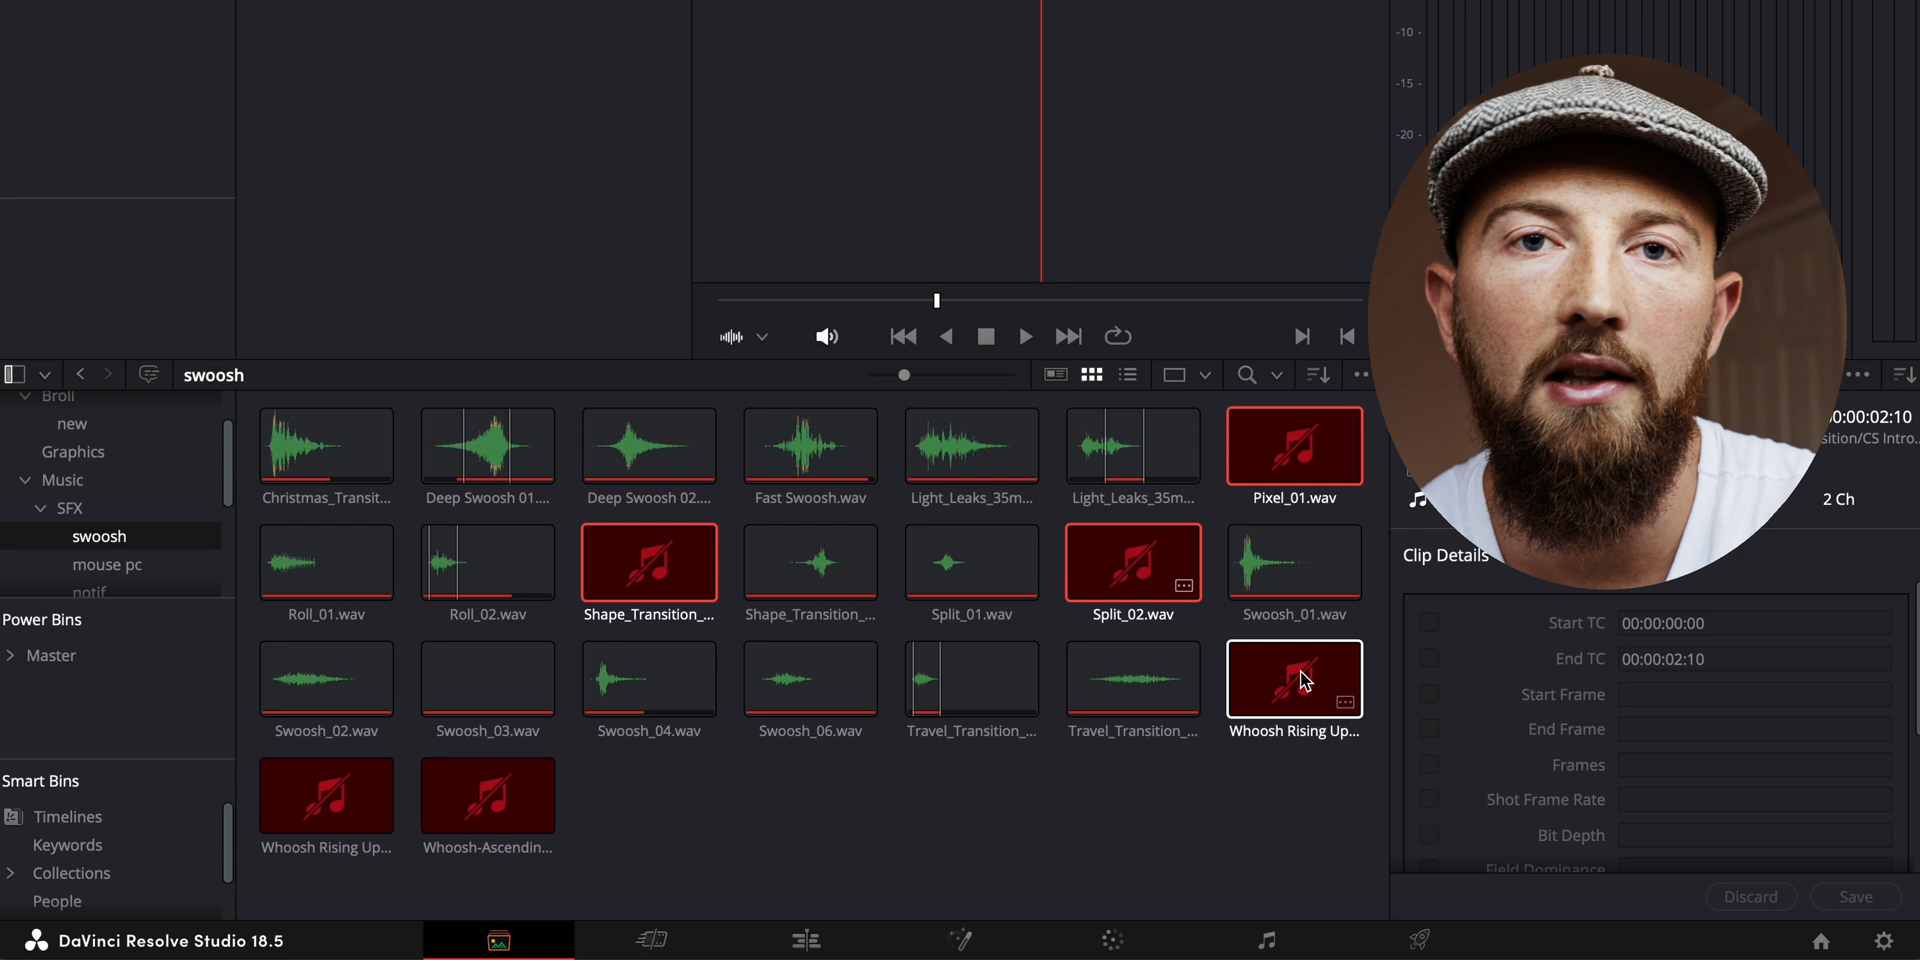 -10 -
-15 -
-20 -
swoosh
Broll
new
Graphics
Music
SFX
swoosh
mouse pc
notif
Power Bins
Master
Smart Bins
Timelines
Keywords
Collections
People
Christmas_Transit...
Deep Swoosh 01....
Deep Swoosh 02....
Fast Swoosh.wav
Light_Leaks_35m...
Light_Leaks_35m...
Pixel_01.wav
Roll_01.wav
Roll_02.wav
Shape_Transition_...
Shape_Transition_...
Split_01.wav
Split_02.wav
Swoosh_01.wav
Swoosh_02.wav
Swoosh_03.wav
Swoosh_04.wav
Swoosh_06.wav
Travel_Transition_...
Travel_Transition_...
Whoosh Rising Up...
Whoosh Rising Up...
Whoosh-Ascendin...
0:00:02:10
sition/CS Intro...
2 Ch
Clip Details
Start TC 00:00:00:00
End TC 00:00:02:10
Start Frame
End Frame
Frames
Shot Frame Rate
Bit Depth
Field Dominance
Discard Save
DaVinci Resolve Studio 18.5